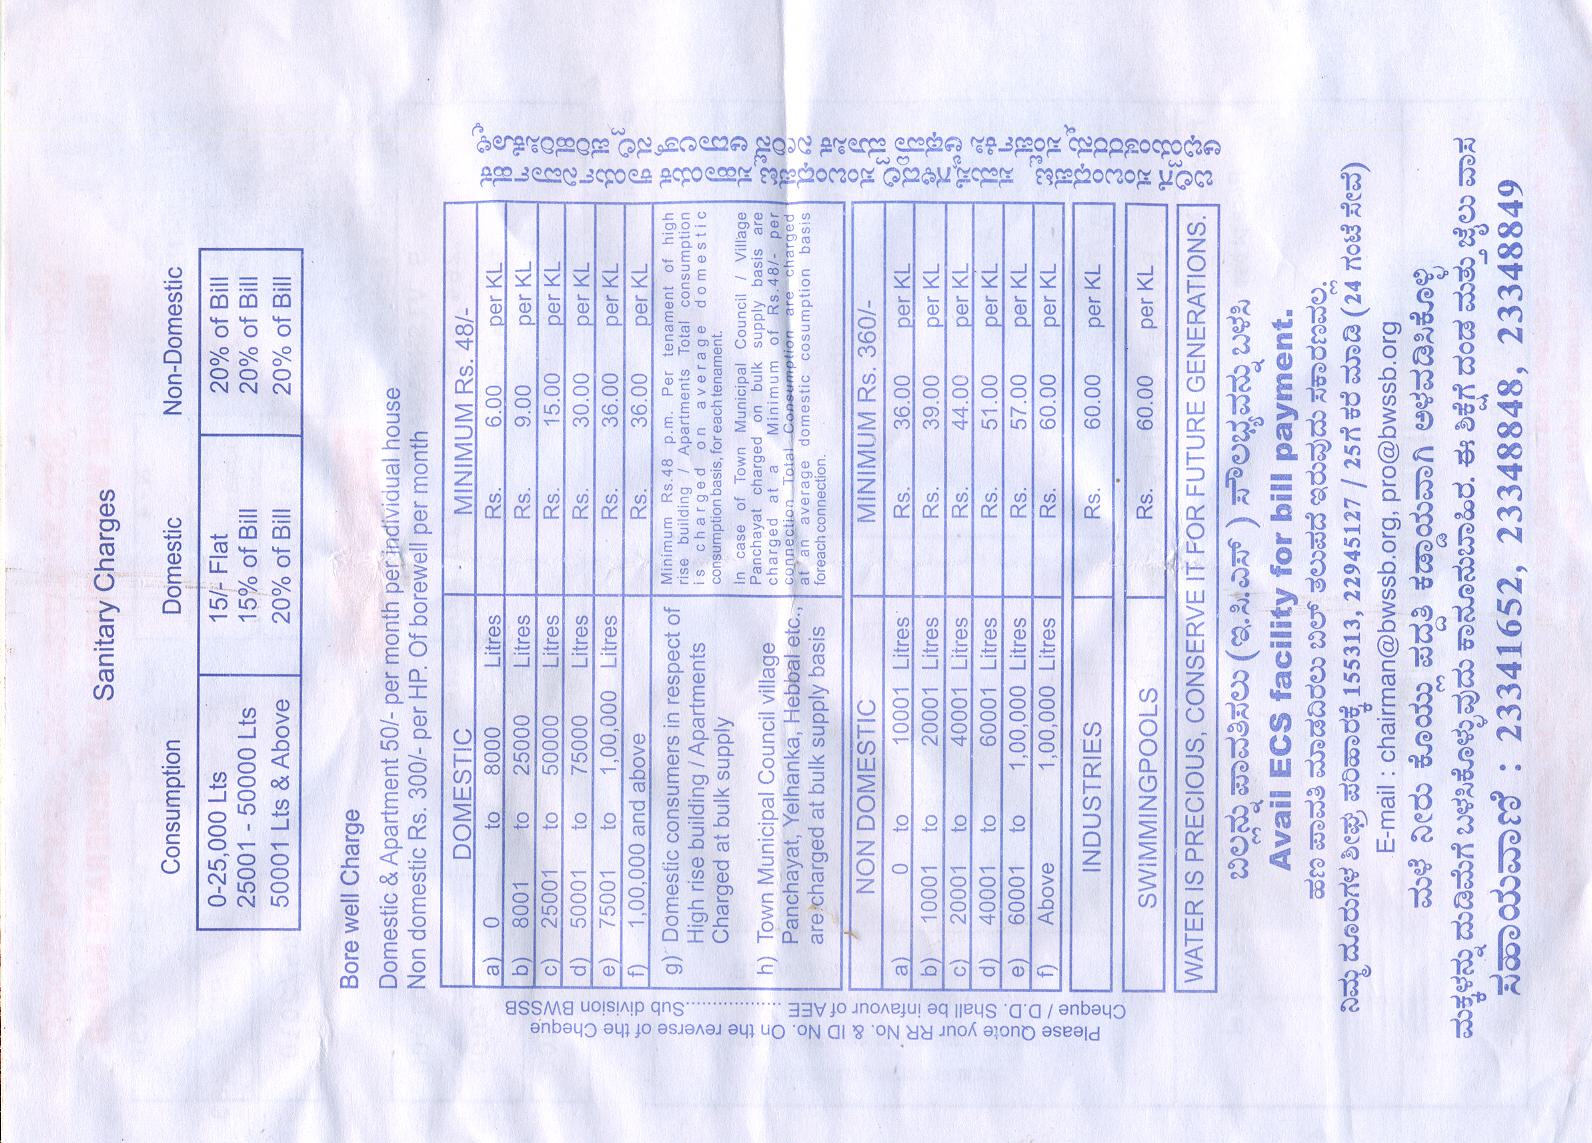 Sanitary Charges
Consumption Domestic Non-Domestic
0-25,000 Lts 15/- Flat 20% of Bill
25001 - 50000 Lts 15% of Bill 20% of Bill
50001 Lts & Above 20% of Bill 20% of Bill
Bore well Charge
Domestic & Apartment 50/- per month per individual house
Non domestic Rs. 300/- per HP. Of borewell per month
DOMESTIC MINIMUM Rs. 48/-
a) 0 to 8000 Litres Rs. 6.00 per KL
b) 8001 to 25000 Litres Rs. 9.00 per KL
c) 25001 to 50000 Litres Rs. 15.00 per KL
d) 50001 to 75000 Litres Rs. 30.00 per KL
e) 75001 to 1,00,000 Litres Rs. 36.00 per KL
f) 1,00,000 and above Rs. 36.00 per KL
g) Domestic consumers in respect of
High rise building / Apartments
Charged at bulk supply
Minimum Rs.48 p.m. Per tenament of high
rise building / Apartments Total consumption
is charged on average domestic
consumption basis, for each tenament.
h) Town Municipal Council village
Panchayat, Yelhanka, Hebbal etc.,
are charged at bulk supply basis
In case of Town Municipal Council / Village
Panchayat charged on bulk supply basis are
charged at a Minimum of Rs.48/- per
connection Total Consumption are charged
at an average domestic cosumption basis
for each connection.
NON DOMESTIC MINIMUM Rs. 360/-
a) 0 to 10001 Litres Rs. 36.00 per KL
b) 10001 to 20001 Litres Rs. 39.00 per KL
c) 20001 to 40001 Litres Rs. 44.00 per KL
d) 40001 to 60001 Litres Rs. 51.00 per KL
e) 60001 to 1,00,000 Litres Rs. 57.00 per KL
f) Above 1,00,000 Litres Rs. 60.00 per KL
INDUSTRIES Rs. 60.00 per KL
SWIMMINGPOOLS Rs. 60.00 per KL
WATER IS PRECIOUS, CONSERVE IT FOR FUTURE GENERATIONS.
ಬಿಲ್ಲನ್ನು ಪಾವತಿಸಲು (ಇ.ಸಿ.ಎಸ್ ) ಸೌಲಭ್ಯವನ್ನು ಬಳಸಿ
Avail ECS facility for bill payment.
ಹಣ ಪಾವತಿ ಮಾಡದಿರಲು ಬಿಲ್ ತಲುಪದೆ ಇರುವುದು ಸಕಾರಣವಲ್ಲ.
ನಿಮ್ಮ ದೂರುಗಳ ಶೀಘ್ರ ಪರಿಹಾರಕ್ಕೆ 155313, 22945127 / 25ಗೆ ಕರೆ ಮಾಡಿ (24 ಗಂಟೆ ಸೇವೆ)
E-mail : chairman@bwssb.org, pro@bwssb.org
ಮಳೆ ನೀರು ಕೊಯ್ಲು ಪದ್ದತಿ ಕಡ್ಡಾಯವಾಗಿ ಅಳವಡಿಸಿಕೊಳ್ಳಿ
ಮಕ್ಕಳನ್ನು ದುಡಿಮೆಗೆ ಬಳಸಿಕೊಳ್ಳುವುದು ಕಾನೂನುಬಾಹಿರ. ಈ ಶಿಕ್ಷೆಗೆ ದಂಡ ಮತ್ತು ಜೈಲು ವಾಸ
ಸಹಾಯವಾಣಿ : 23341652, 23348848, 23348849
Please Quote your RR No. & ID No. On the reverse of the Cheque
Cheque / D.D. Shall be infavour of AEE ..................Sub division BWSSB